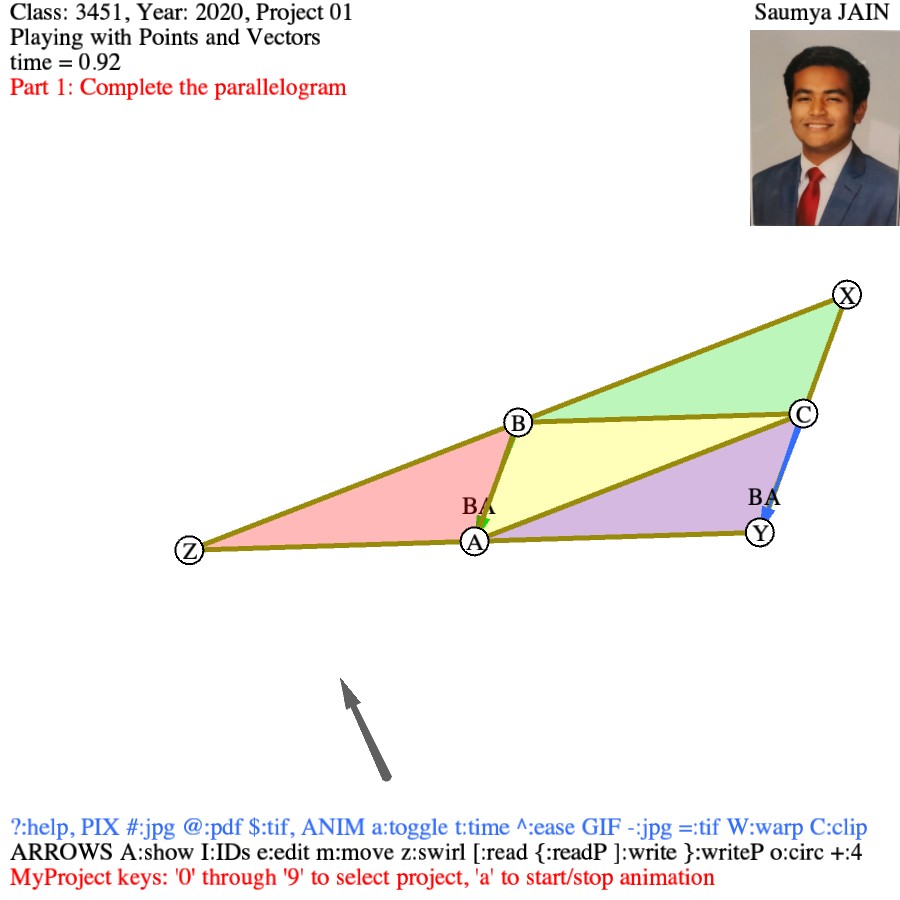 Class: 3451, Year: 2020, Project 01
Saumya JAIN
Playing with Points and Vectors
time = 0.92
Part 1: Complete the parallelogram
X
B
C
BA
BA
Z
A
Y
?:help, PIX #:jpg @:pdf $:tif, ANIM a:toggle t:time ^:ease GIF -:jpg =:tif W:warp C:clip
ARROWS A:show I:IDs e:edit m:move z:swirl [:read {:readP ]:write }:writeP o:circ +:4
MyProject keys: '0' through '9' to select project, 'a' to start/stop animation